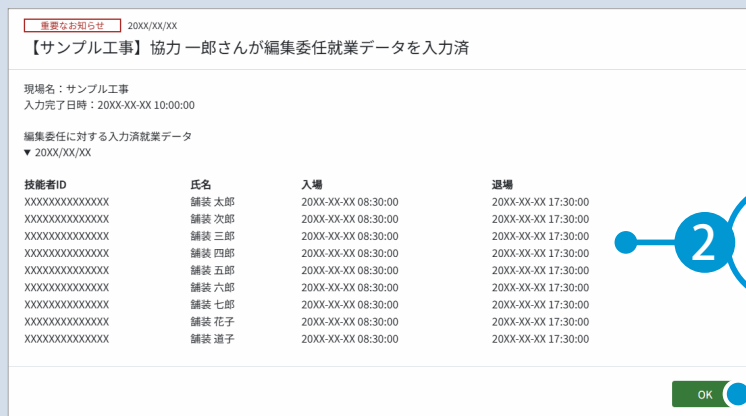 重要なお知らせ 20XX/XX/XX
【サンプル工事】協力 一郎さんが編集委任就業データを入力済
現場名：サンプル工事
入力完了日時：20XX-XX-XX 10:00:00
編集委任に対する入力済就業データ
▼ 20XX/XX/XX
技能者ID 氏名 入場 退場
XXXXXXXXXXXXXX 舗装 太郎 20XX-XX-XX 08:30:00 20XX-XX-XX 17:30:00
XXXXXXXXXXXXXX 舗装 次郎 20XX-XX-XX 08:30:00 20XX-XX-XX 17:30:00
XXXXXXXXXXXXXX 舗装 三郎 20XX-XX-XX 08:30:00 20XX-XX-XX 17:30:00
XXXXXXXXXXXXXX 舗装 四郎 20XX-XX-XX 08:30:00 20XX-XX-XX 17:30:00
XXXXXXXXXXXXXX 舗装 五郎 20XX-XX-XX 08:30:00 20XX-XX-XX 17:30:00
XXXXXXXXXXXXXX 舗装 六郎 20XX-XX-XX 08:30:00 20XX-XX-XX 17:30:00
XXXXXXXXXXXXXX 舗装 七郎 20XX-XX-XX 08:30:00 20XX-XX-XX 17:30:00
XXXXXXXXXXXXXX 舗装 花子 20XX-XX-XX 08:30:00 20XX-XX-XX 17:30:00
XXXXXXXXXXXXXX 舗装 道子 20XX-XX-XX 08:30:00 20XX-XX-XX 17:30:00
2
OK